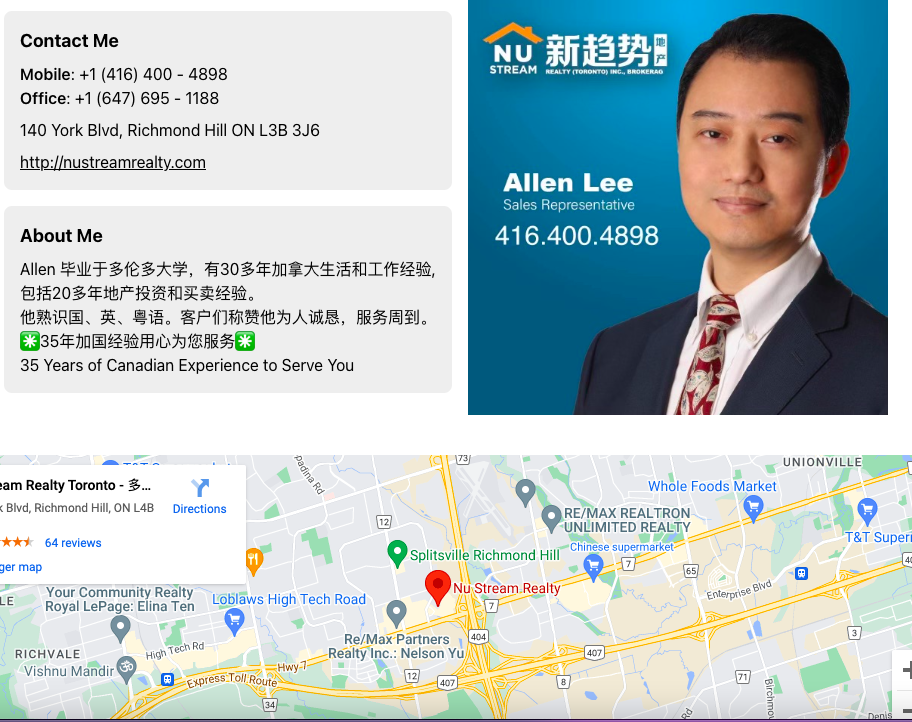 Contact Me
Mobile: +1 (416) 400 - 4898
Office: +1 (647) 695 - 1188
140 York Blvd, Richmond Hill ON L3B 3J6
http://nustreamrealty.com
About Me
Allen 毕业于多伦多大学，有30多年加拿大生活和工作经验,
包括20多年地产投资和买卖经验。
他熟识国、英、粤语。客户们称赞他为人诚恳，服务周到。
35年加国经验用心为您服务
35 Years of Canadian Experience to Serve You
NU 新趋势 地产
STREAM REALTY (TORONTO) INC., BROKERAG
Allen Lee
Sales Representative
416.400.4898
eam Realty Toronto - 多...
k Blvd, Richmond Hill, ON L4B
Directions
64 reviews
ger map
73
UNIONVILLE
Whole Foods Market
12
RE/MAX REALTRON
UNLIMITED REALTY
T&T Superi
Chinese supermarket
Splitsville Richmond Hill
7
65
Nu Stream Realty
Enterprise Blvd
7
Your Community Realty
Royal LePage: Elina Ten
Loblaws High Tech Road
Re/Max Partners
Realty Inc.: Nelson Yu
404
3
High Tech Rd
RICHVALE
407
Vishnu Mandir
Hwy 7
Express Toll Route
12
407
8
71
34
Rd
Birchmou
Denis